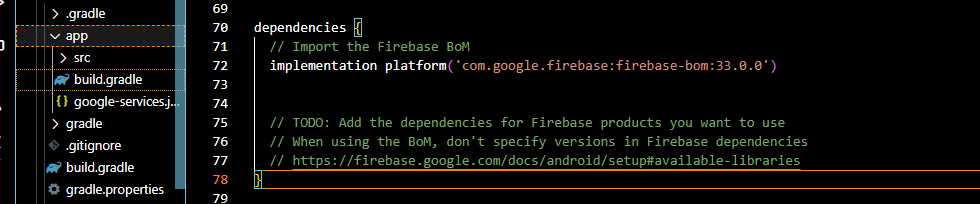 .gradle
app
src
build.gradle
{} google-services.j...
gradle
.gitignore
build.gradle
gradle.properties
69
70 dependencies {
71 // Import the Firebase BoM
72 implementation platform('com.google.firebase:firebase-bom:33.0.0')
73
74
75 // TODO: Add the dependencies for Firebase products you want to use
76 // When using the BoM, don't specify versions in Firebase dependencies
77 // https://firebase.google.com/docs/android/setup#available-libraries
78 }
79